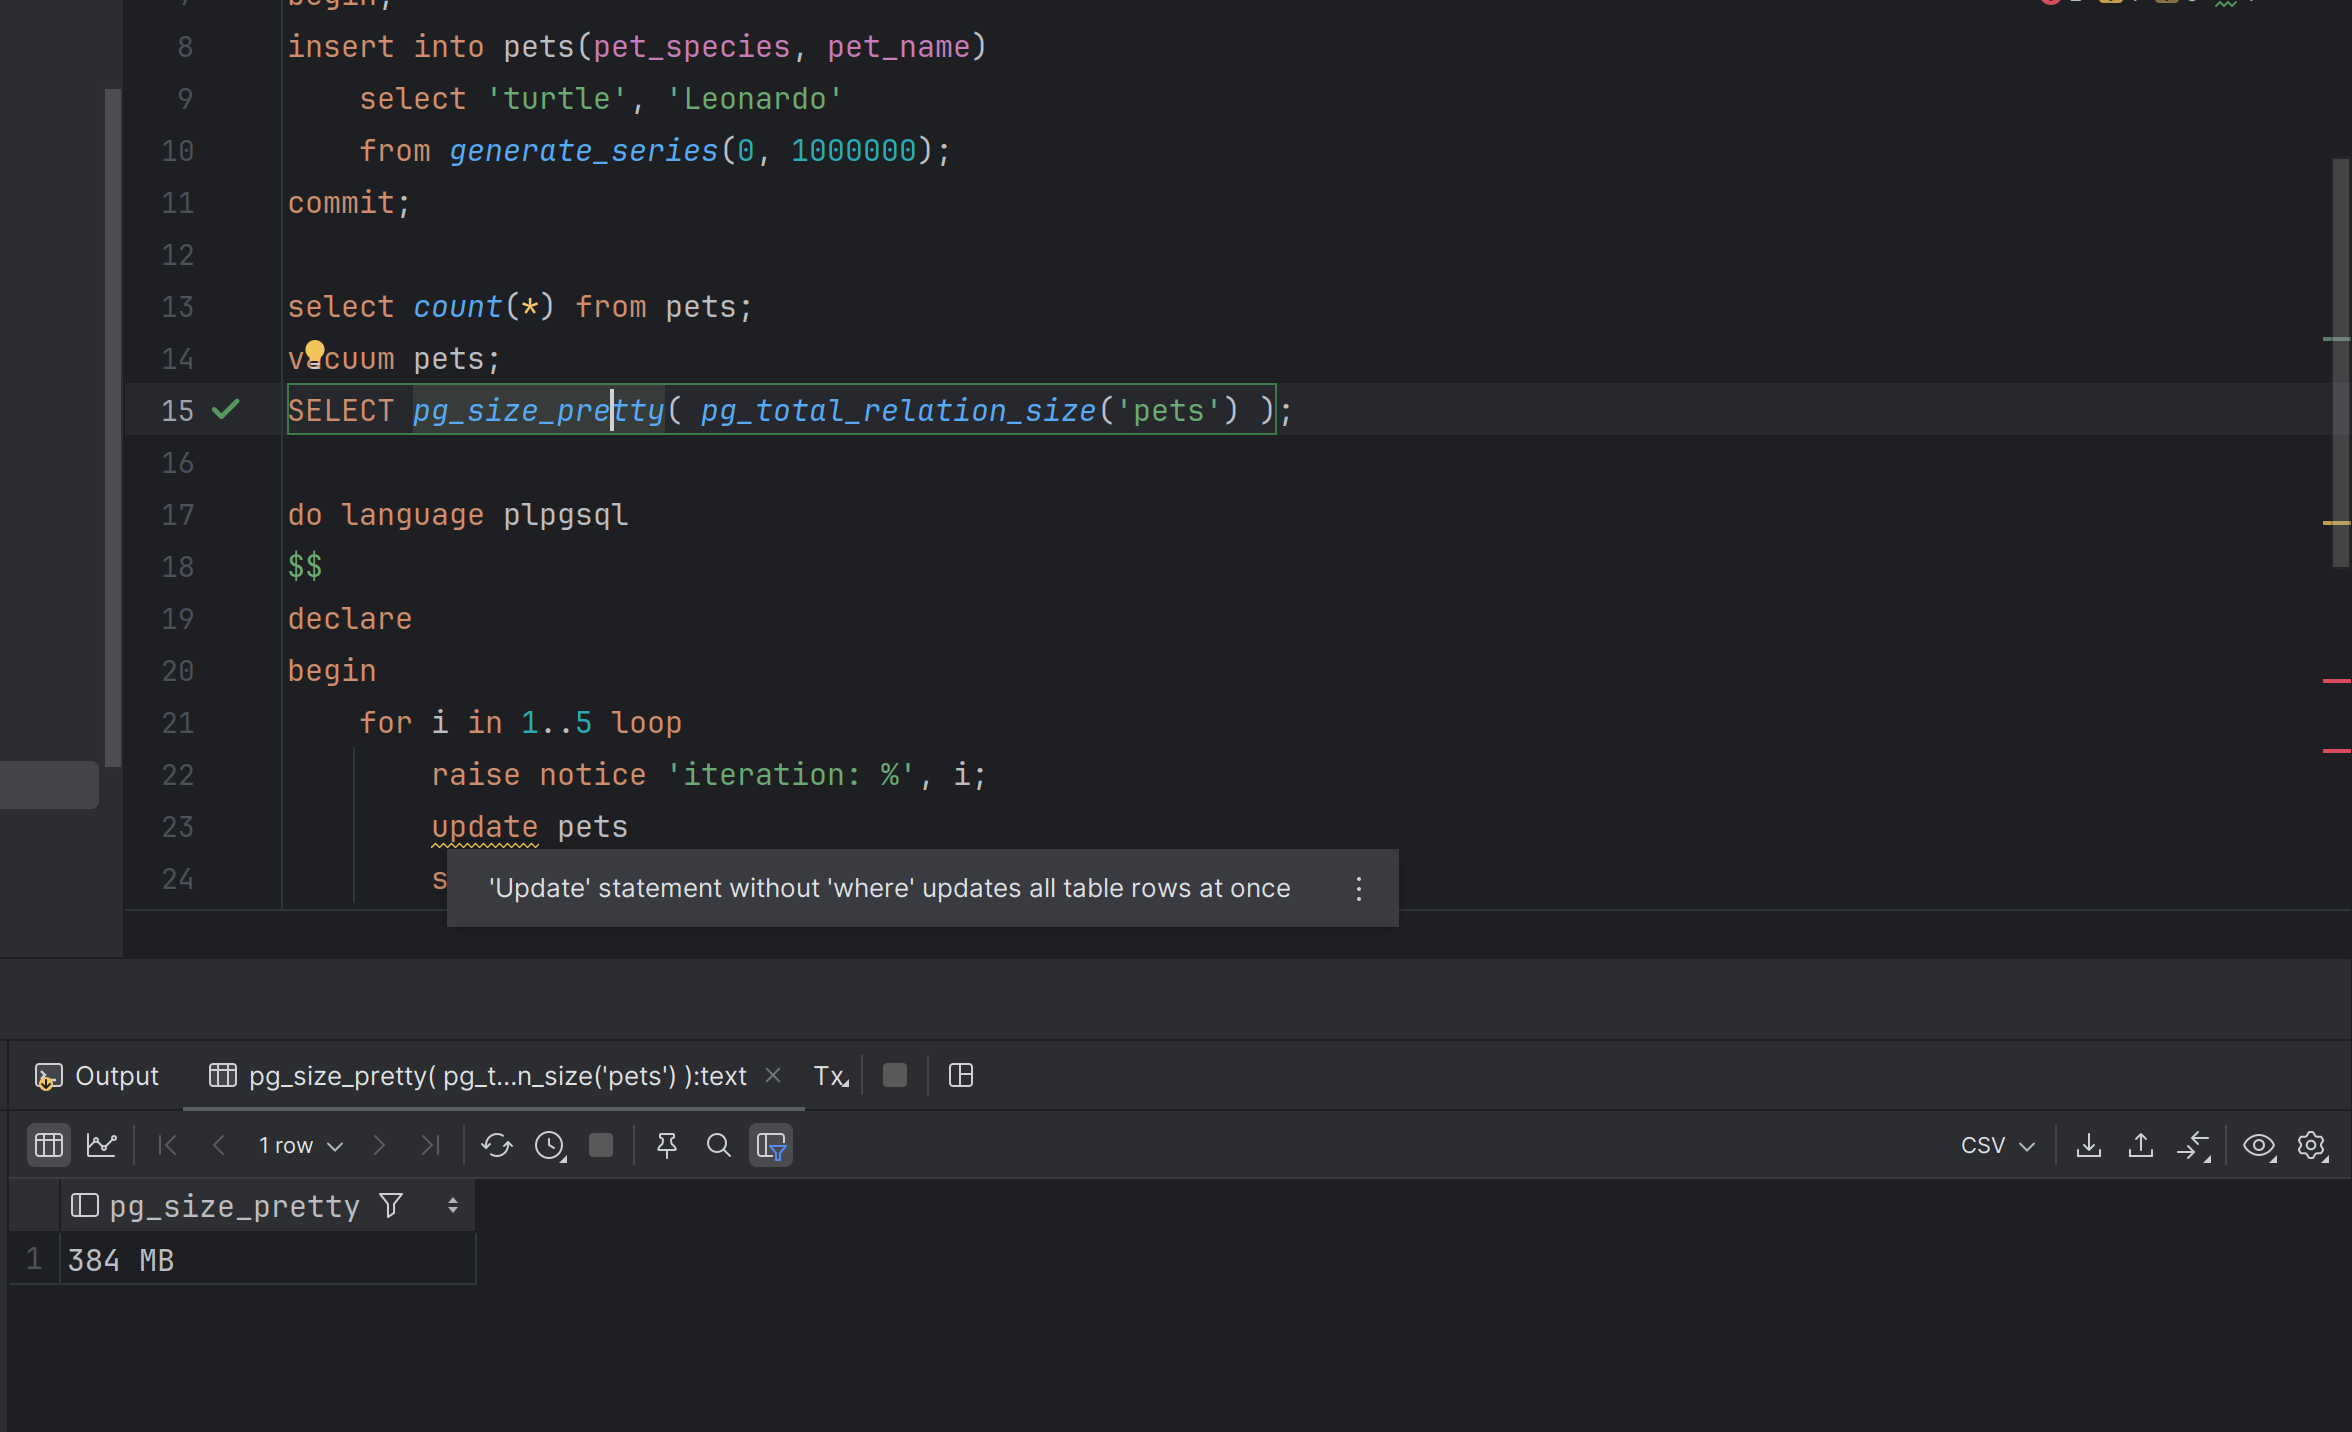 begin;
8 insert into pets(pet_species, pet_name)
9 select 'turtle', 'Leonardo'
10 from generate_series(0, 1000000);
11 commit;
12
13 select count(*) from pets;
14 vacuum pets;
15 SELECT pg_size_pretty( pg_total_relation_size('pets') );
16
17 do language plpgsql
18 $$
19 declare
20 begin
21 for i in 1..5 loop
22 raise notice 'iteration: %', i;
23 update pets
24 s
'Update' statement without 'where' updates all table rows at once
Output pg_size_pretty( pg_t...n_size('pets') ):text Tx
1 row CSV
pg_size_pretty
1 384 MB